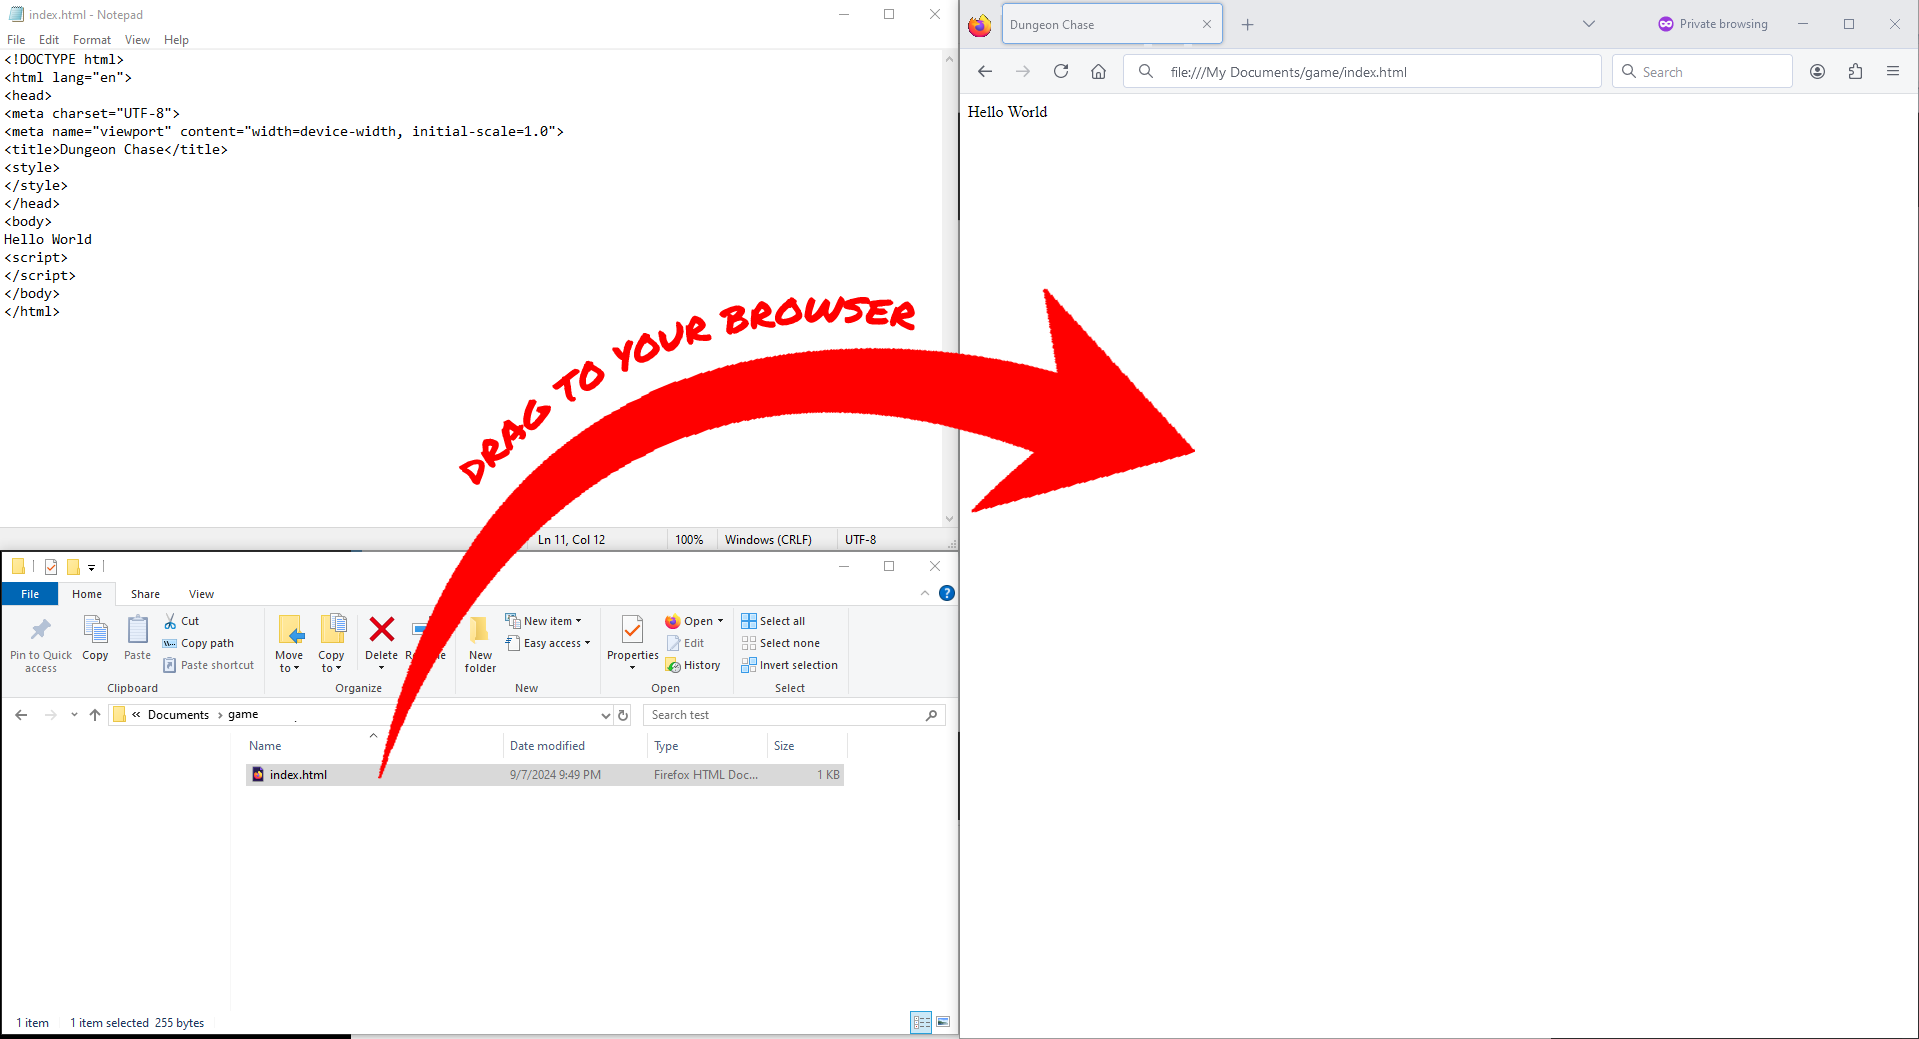 index.html - Notepad
File Edit Format View Help
<!DOCTYPE html>
<html lang="en">
<head>
<meta charset="UTF-8">
<meta name="viewport" content="width=device-width, initial-scale=1.0">
<title>Dungeon Chase</title>
<style>
</style>
</head>
<body>
Hello World
<script>
</script>
</body>
</html>
DRAG TO YOUR BROWSER
Ln 11, Col 12 100% Windows (CRLF) UTF-8
File Home Share View
Pin to Quick access
Copy
Paste
Cut
Copy path
Paste shortcut
Clipboard
Move to
Copy to
Delete
Organize
New folder
New item
Easy access
New
Properties
Open
Edit
History
Open
Select all
Select none
Invert selection
Select
« Documents > game
Search test
Name Date modified Type Size
index.html 9/7/2024 9:49 PM Firefox HTML Doc... 1 KB
1 item 1 item selected 255 bytes
Dungeon Chase
Private browsing
file:///My Documents/game/index.html
Search
Hello World